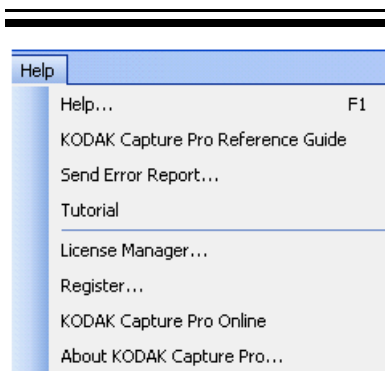 Help
Help... F1
KODAK Capture Pro Reference Guide
Send Error Report...
Tutorial
License Manager...
Register...
KODAK Capture Pro Online
About KODAK Capture Pro...